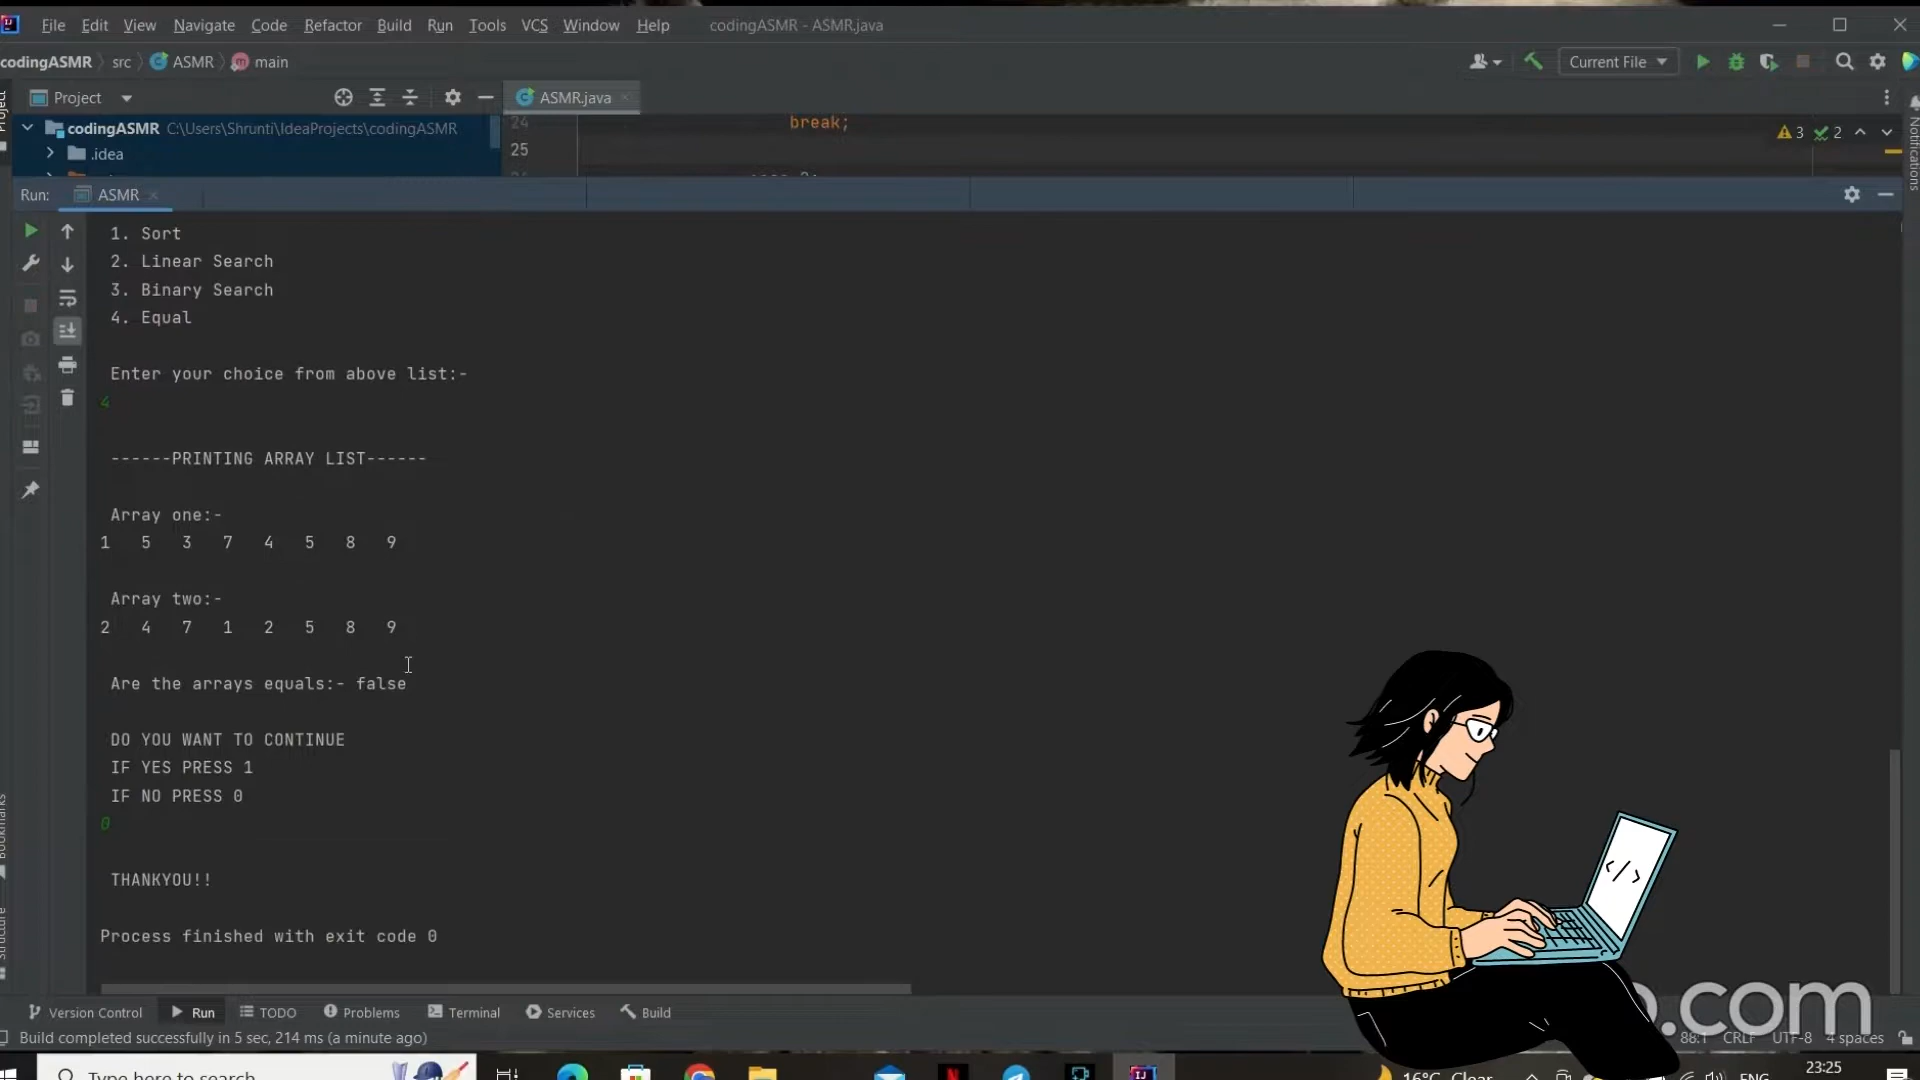 File Edit View Navigate Code Refactor Build Run Tools VCS Window Help codingASMR - ASMR.java
codingASMR src ASMR main Current File
Project ASMR.java
Project
24 break;
3 2
codingASMR C:\Users\Shrunti\IdeaProjects\codingASMR
25
.idea
Notifications
Run: ASMR
1. Sort
2. Linear Search
3. Binary Search
4. Equal
Enter your choice from above list:-
4
------PRINTING ARRAY LIST------
Array one:-
1 5 3 7 4 5 8 9
Array two:-
2 4 7 1 2 5 8 9
Are the arrays equals:- false
DO YOU WANT TO CONTINUE
IF YES PRESS 1
IF NO PRESS 0
0
THANKYOU!!
Process finished with exit code 0
</>
Bookmarks
Structure
.com
Version Control Run TODO Problems Terminal Services Build
Build completed successfully in 5 sec, 214 ms (a minute ago) 88:1 CRLF UTF-8 4 spaces
Type here to search 16°C Clear ENG 23:25